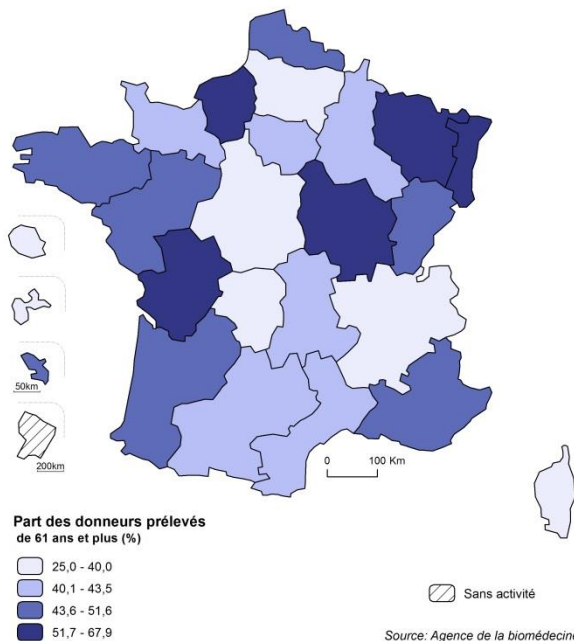 50km
200km
0 100 Km
Part des donneurs prélevés
de 61 ans et plus (%)
25,0 - 40,0
40,1 - 43,5
43,6 - 51,6
51,7 - 67,9
Sans activité
Source: Agence de la biomédecin